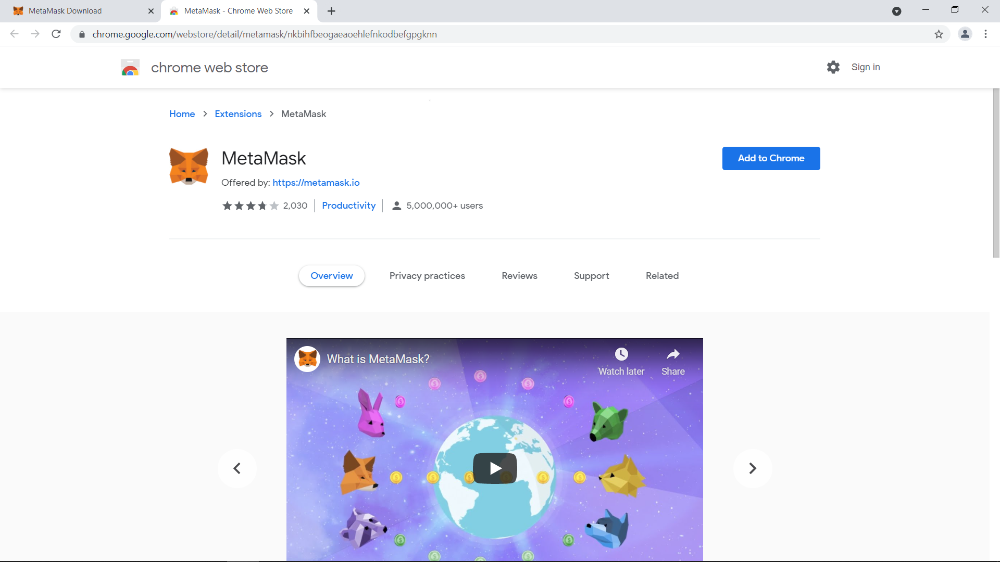 MetaMask Download
MetaMask - Chrome Web Store
chrome.google.com/webstore/detail/metamask/nkbihfbeogaeaoehlefnkodbefgpgknn
chrome web store
Sign in
Home > Extensions > MetaMask
MetaMask
Add to Chrome
Offered by: https://metamask.io
2,030
Productivity
5,000,000+ users
Overview
Privacy practices
Reviews
Support
Related
What is MetaMask?
Watch later
Share